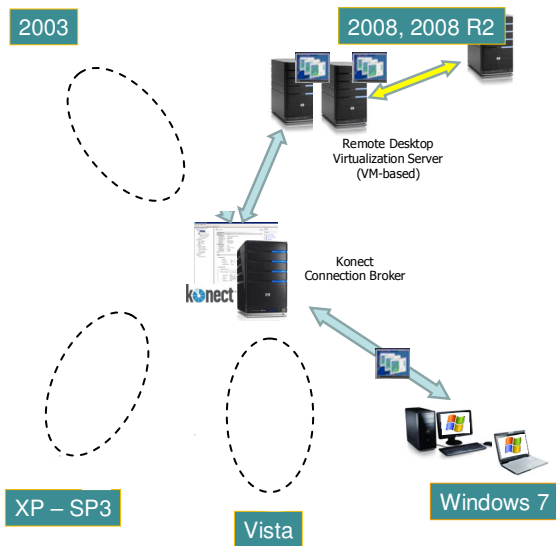 2003
2008, 2008 R2
Remote Desktop
Virtualization Server
(VM-based)
Konect
Connection Broker
konect
XP – SP3
Vista
Windows 7